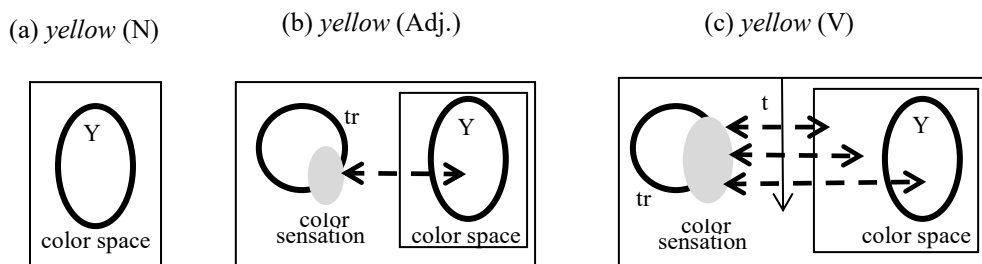 (a) yellow (N)
(b) yellow (Adj.)
(c) yellow (V)
Y
color space
tr
Y
color
sensation
color space
t
Y
tr
color
sensation
color space